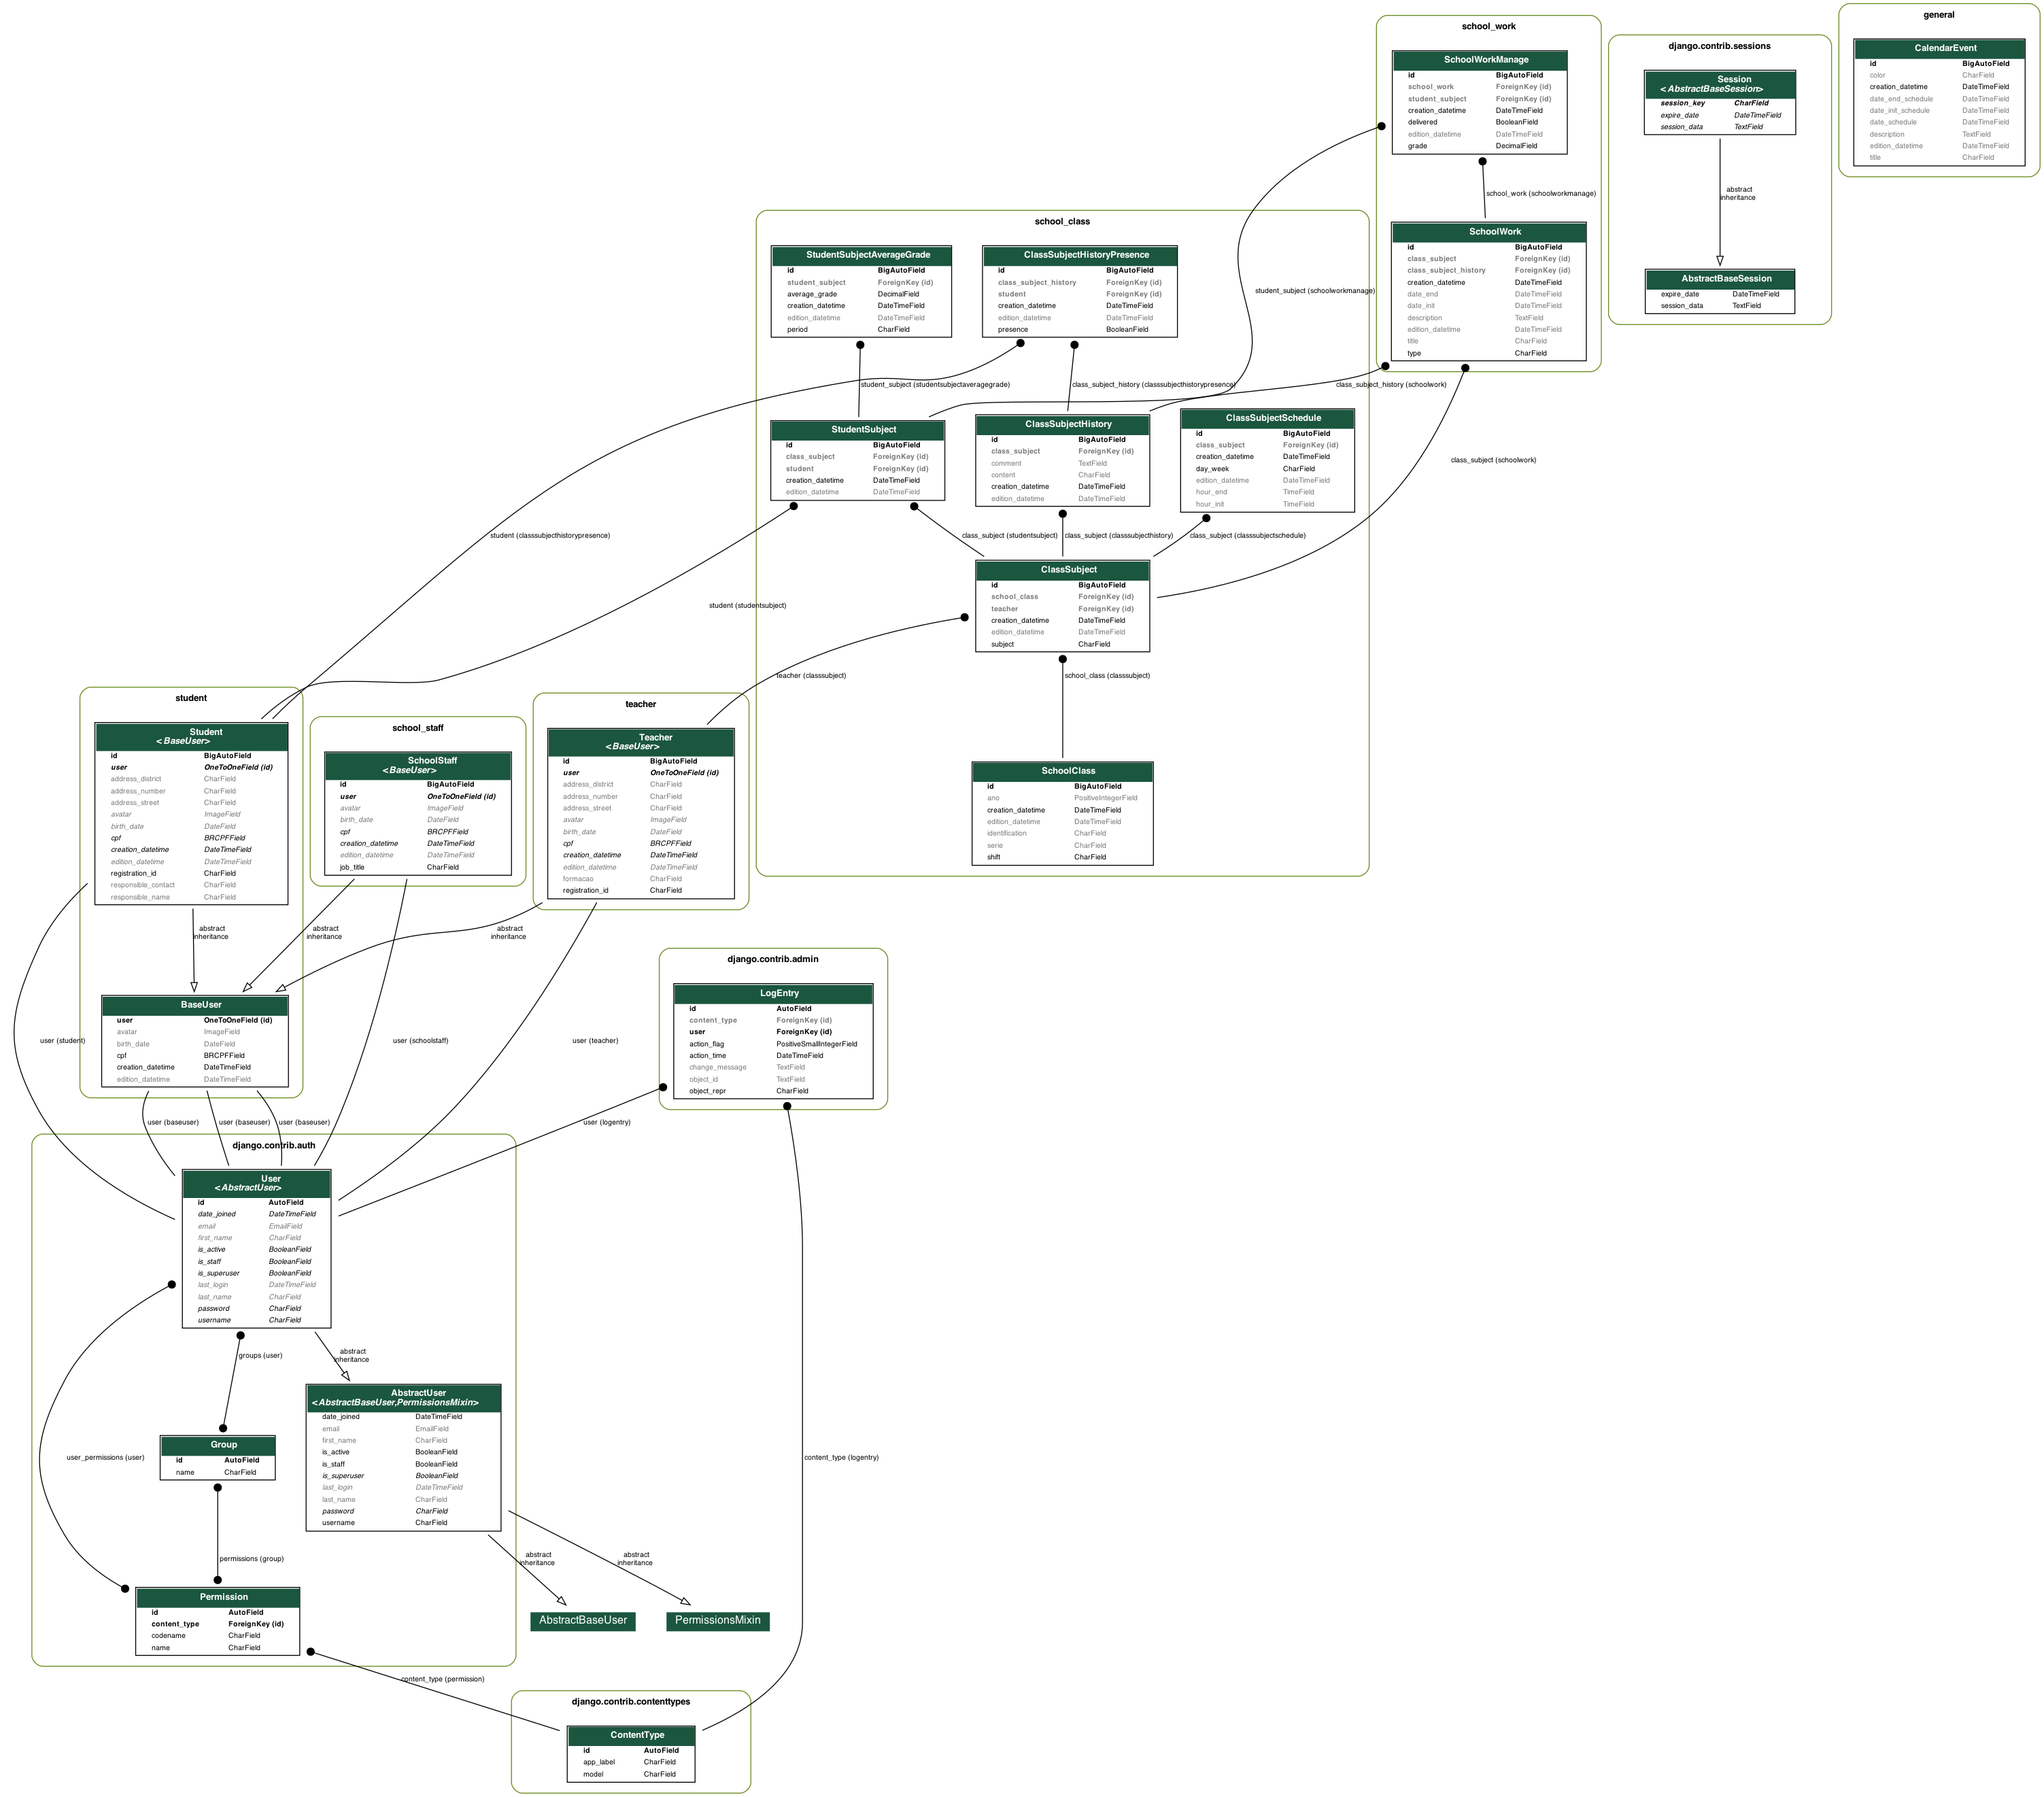 general
CalendarEvent
id BigAutoField
color CharField
creation_datetime DateTimeField
date_end_schedule DateTimeField
date_init_schedule DateTimeField
date_schedule DateTimeField
description TextField
edition_datetime DateTimeField
title CharField
django.contrib.sessions
Session
<AbstractBaseSession>
session_key CharField
expire_date DateTimeField
session_data TextField
abstract
inheritance
AbstractBaseSession
expire_date DateTimeField
session_data TextField
school_work
SchoolWorkManage
id BigAutoField
school_work ForeignKey (id)
student_subject ForeignKey (id)
creation_datetime DateTimeField
delivered BooleanField
edition_datetime DateTimeField
grade DecimalField
school_work (schoolworkmanage)
SchoolWork
id BigAutoField
class_subject ForeignKey (id)
class_subject_history ForeignKey (id)
creation_datetime DateTimeField
date_end DateTimeField
date_init DateTimeField
description TextField
edition_datetime DateTimeField
title CharField
type CharField
student_subject (schoolworkmanage)
class_subject_history (schoolwork)
class_subject (schoolwork)
school_class
StudentSubjectAverageGrade
id BigAutoField
student_subject ForeignKey (id)
average_grade DecimalField
creation_datetime DateTimeField
edition_datetime DateTimeField
period CharField
ClassSubjectHistoryPresence
id BigAutoField
class_subject_history ForeignKey (id)
student ForeignKey (id)
creation_datetime DateTimeField
edition_datetime DateTimeField
presence BooleanField
student_subject (studentsubjectaveragegrade)
class_subject_history (classsubjecthistorypresence)
StudentSubject
id BigAutoField
class_subject ForeignKey (id)
student ForeignKey (id)
creation_datetime DateTimeField
edition_datetime DateTimeField
ClassSubjectHistory
id BigAutoField
class_subject ForeignKey (id)
comment TextField
content CharField
creation_datetime DateTimeField
edition_datetime DateTimeField
ClassSubjectSchedule
id BigAutoField
class_subject ForeignKey (id)
creation_datetime DateTimeField
day_week CharField
edition_datetime DateTimeField
hour_end TimeField
hour_init TimeField
student (classsubjecthistorypresence)
class_subject (studentsubject)
class_subject (classsubjecthistory)
class_subject (classsubjectschedule)
ClassSubject
id BigAutoField
school_class ForeignKey (id)
teacher ForeignKey (id)
creation_datetime DateTimeField
edition_datetime DateTimeField
subject CharField
student (studentsubject)
teacher (classsubject)
school_class (classsubject)
SchoolClass
id BigAutoField
ano PositiveIntegerField
creation_datetime DateTimeField
edition_datetime DateTimeField
identification CharField
serie CharField
shift CharField
student
Student
<BaseUser>
id BigAutoField
user OneToOneField (id)
address_district CharField
address_number CharField
address_street CharField
avatar ImageField
birth_date DateField
cpf BRCPFField
creation_datetime DateTimeField
edition_datetime DateTimeField
registration_id CharField
responsible_contact CharField
responsible_name CharField
school_staff
SchoolStaff
<BaseUser>
id BigAutoField
user OneToOneField (id)
avatar ImageField
birth_date DateField
cpf BRCPFField
creation_datetime DateTimeField
edition_datetime DateTimeField
job_title CharField
teacher
Teacher
<BaseUser>
id BigAutoField
user OneToOneField (id)
address_district CharField
address_number CharField
address_street CharField
avatar ImageField
birth_date DateField
cpf BRCPFField
creation_datetime DateTimeField
edition_datetime DateTimeField
formacao CharField
registration_id CharField
abstract
inheritance
abstract
inheritance
abstract
inheritance
BaseUser
user OneToOneField (id)
avatar ImageField
birth_date DateField
cpf BRCPFField
creation_datetime DateTimeField
edition_datetime DateTimeField
user (student)
user (schoolstaff)
user (teacher)
user (baseuser)
user (baseuser)
user (baseuser)
user (logentry)
django.contrib.admin
LogEntry
id AutoField
content_type ForeignKey (id)
user ForeignKey (id)
action_flag PositiveSmallIntegerField
action_time DateTimeField
change_message TextField
object_id TextField
object_repr CharField
django.contrib.auth
User
<AbstractUser>
id AutoField
date_joined DateTimeField
email EmailField
first_name CharField
is_active BooleanField
is_staff BooleanField
is_superuser BooleanField
last_login DateTimeField
last_name CharField
password CharField
username CharField
groups (user)
abstract
inheritance
AbstractUser
<AbstractBaseUser,PermissionsMixin>
date_joined DateTimeField
email EmailField
first_name CharField
is_active BooleanField
is_staff BooleanField
is_superuser BooleanField
last_login DateTimeField
last_name CharField
password CharField
username CharField
Group
id AutoField
name CharField
user_permissions (user)
content_type (logentry)
permissions (group)
abstract
inheritance
abstract
inheritance
Permission
id AutoField
content_type ForeignKey (id)
codename CharField
name CharField
AbstractBaseUser
PermissionsMixin
content_type (permission)
django.contrib.contenttypes
ContentType
id AutoField
app_label CharField
model CharField